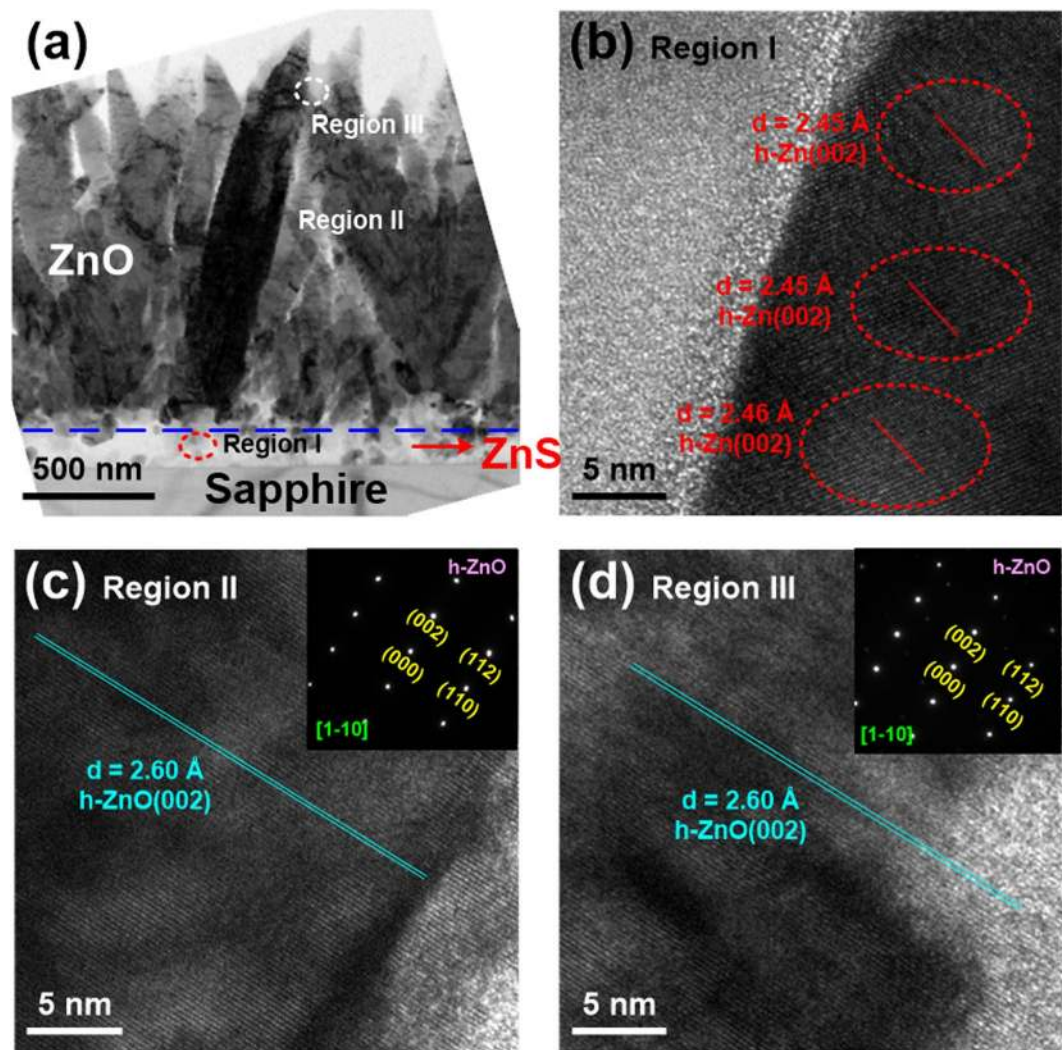 (a)
Region III
Region II
ZnO
Region I
ZnS
500 nm
Sapphire
(b) Region I
d = 2.45 Å
h-Zn(002)
d = 2.45 Å
h-Zn(002)
d = 2.46 Å
h-Zn(002)
5 nm
(c) Region II
h-ZnO
(002)
(000) (112)
(110)
[1-10]
d = 2.60 Å
h-ZnO(002)
5 nm
(d) Region III
h-ZnO
(002)
(000) (112)
(110)
[1-10]
d = 2.60 Å
h-ZnO(002)
5 nm